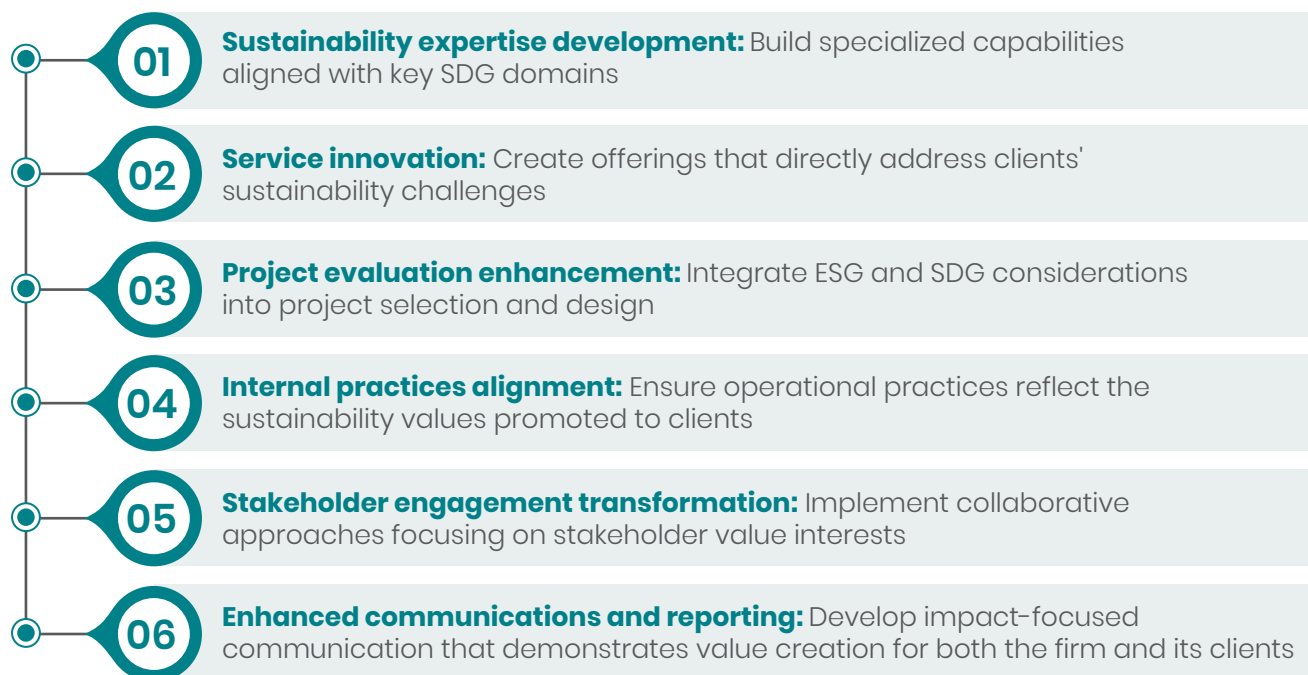 01
Sustainability expertise development: Build specialized capabilities
aligned with key SDG domains
02
Service innovation: Create offerings that directly address clients'
sustainability challenges
03
Project evaluation enhancement: Integrate ESG and SDG considerations
into project selection and design
04
Internal practices alignment: Ensure operational practices reflect the
sustainability values promoted to clients
05
Stakeholder engagement transformation: Implement collaborative
approaches focusing on stakeholder value interests
06
Enhanced communications and reporting: Develop impact-focused
communication that demonstrates value creation for both the firm and its clients